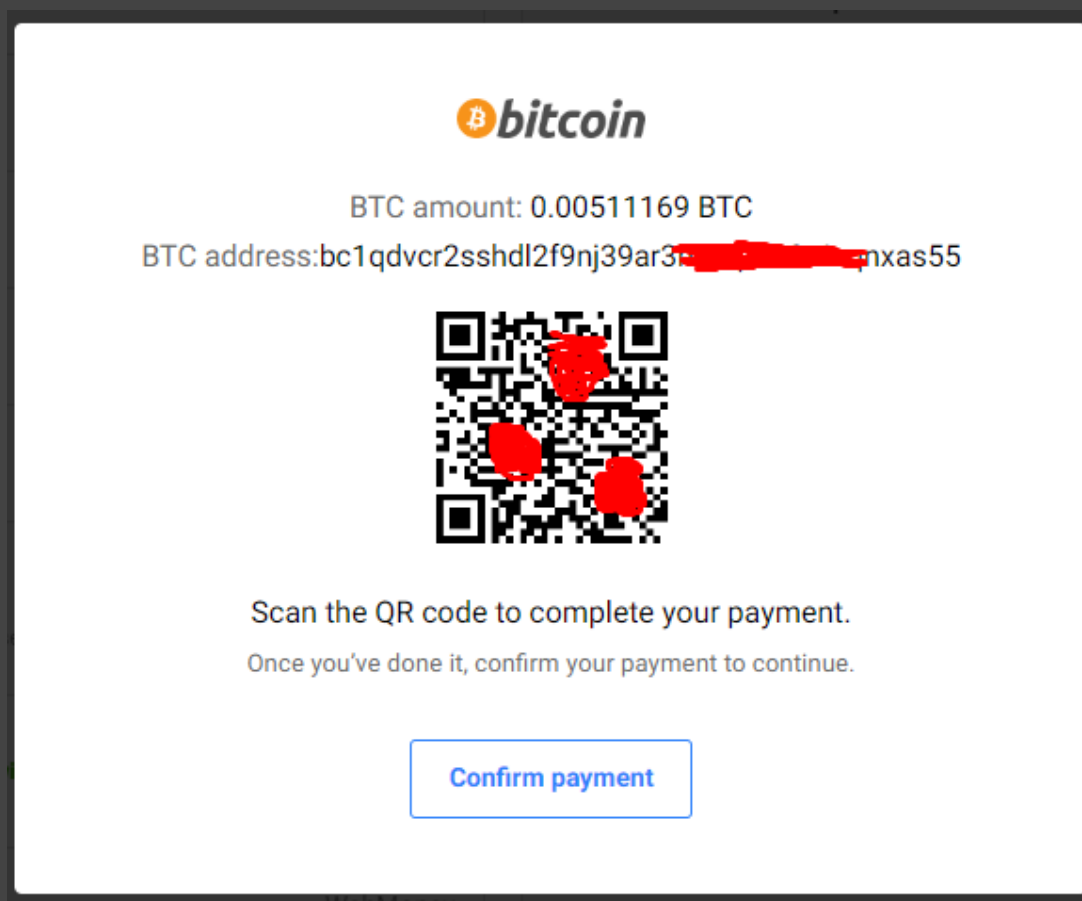 bitcoin
BTC amount: 0.00511169 BTC
BTC address:bc1qdvcr2sshdl2f9nj39ar3 nxas55
Scan the QR code to complete your payment.
Once you've done it, confirm your payment to continue.
Confirm payment